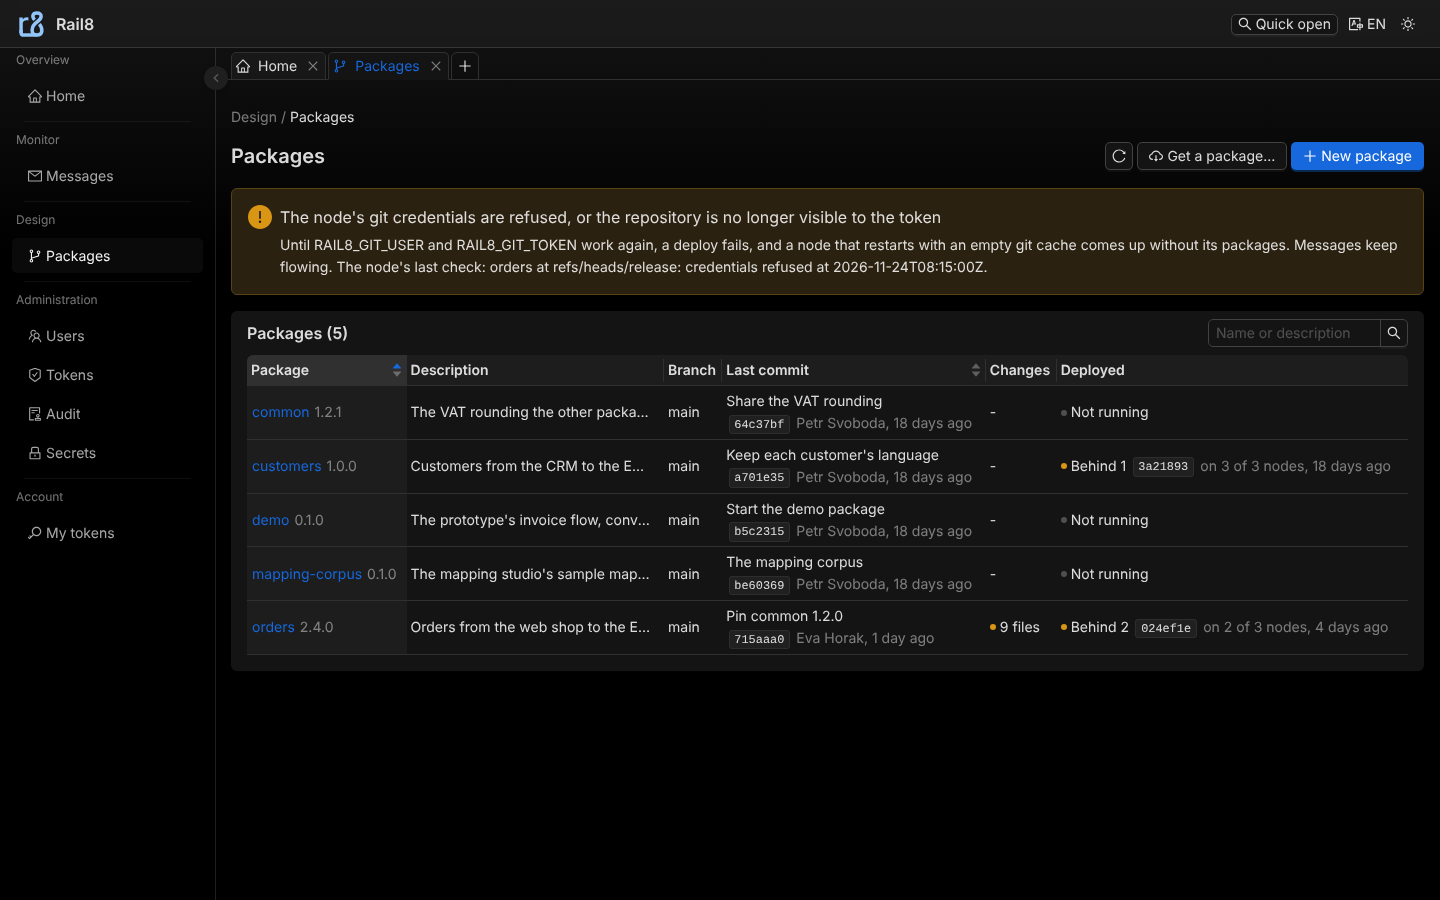 Rail8
Quick open
EN
Overview
Home
Monitor
Messages
Design
Packages
Administration
Users
Tokens
Audit
Secrets
Account
My tokens
Home
Packages
Design / Packages
Packages
Get a package...
New package
The node's git credentials are refused, or the repository is no longer visible to the token
Until RAIL8_GIT_USER and RAIL8_GIT_TOKEN work again, a deploy fails, and a node that restarts with an empty git cache comes up without its packages. Messages keep
flowing. The node's last check: orders at refs/heads/release: credentials refused at 2026-11-24T08:15:00Z.
Packages (5)
Name or description
Package Description Branch Last commit Changes Deployed
common 1.2.1 The VAT rounding the other packa... main Share the VAT rounding - Not running
64c37bf Petr Svoboda, 18 days ago
customers 1.0.0 Customers from the CRM to the E... main Keep each customer's language - Behind 1 3a21893 on 3 of 3 nodes, 18 days ago
a701e35 Petr Svoboda, 18 days ago
demo 0.1.0 The prototype's invoice flow, conv... main Start the demo package - Not running
b5c2315 Petr Svoboda, 18 days ago
mapping-corpus 0.1.0 The mapping studio's sample map... main The mapping corpus - Not running
be60369 Petr Svoboda, 18 days ago
orders 2.4.0 Orders from the web shop to the E... main Pin common 1.2.0 9 files Behind 2 024ef1e on 2 of 3 nodes, 4 days ago
715aaa0 Eva Horak, 1 day ago